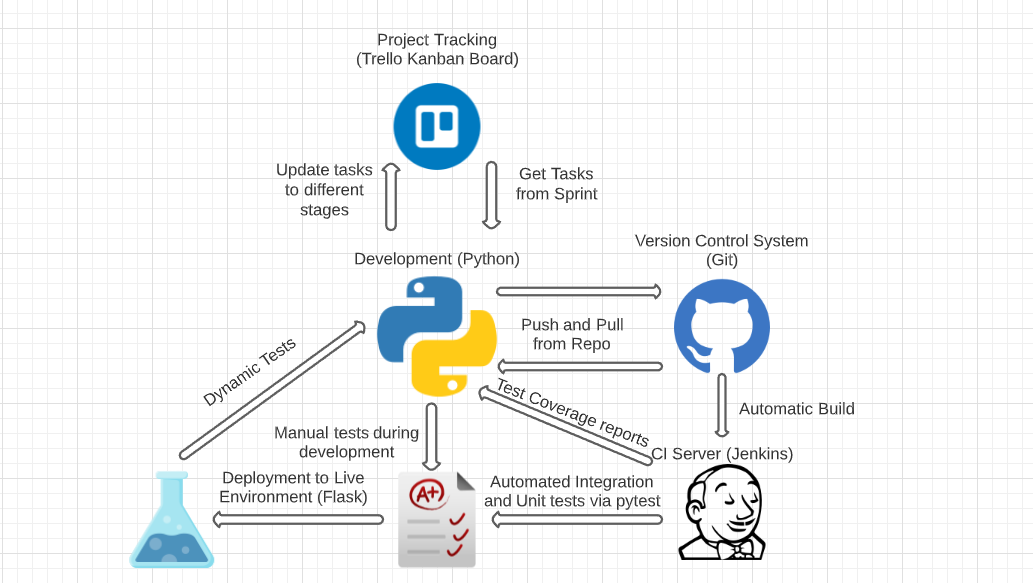 Project Tracking
(Trello Kanban Board)
Update tasks
to different
stages
Get Tasks
from Sprint
Development (Python)
Version Control System
(Git)
Push and Pull
from Repo
Dynamic Tests
Test Coverage reports
Automatic Build
Manual tests during
development
CI Server (Jenkins)
Deployment to Live
Environment (Flask)
A+
Automated Integration
and Unit tests via pytest